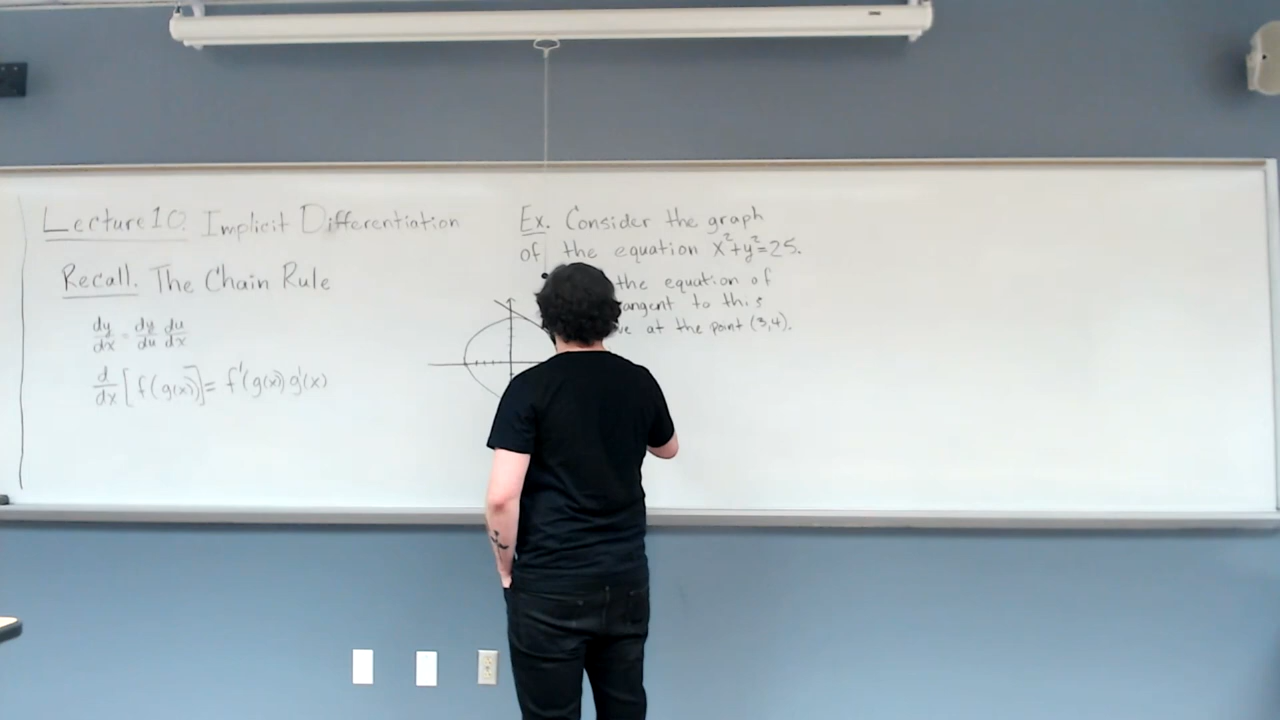 Lecture 10. Implicit Differentiation
Recall. The Chain Rule
dy/dx = dy/du du/dx
d/dx [f(g(x))] = f'(g(x)) g'(x)
Ex. Consider the graph
of the equation x²+y²=25.
the equation of
tangent to this
at the point (3,4).